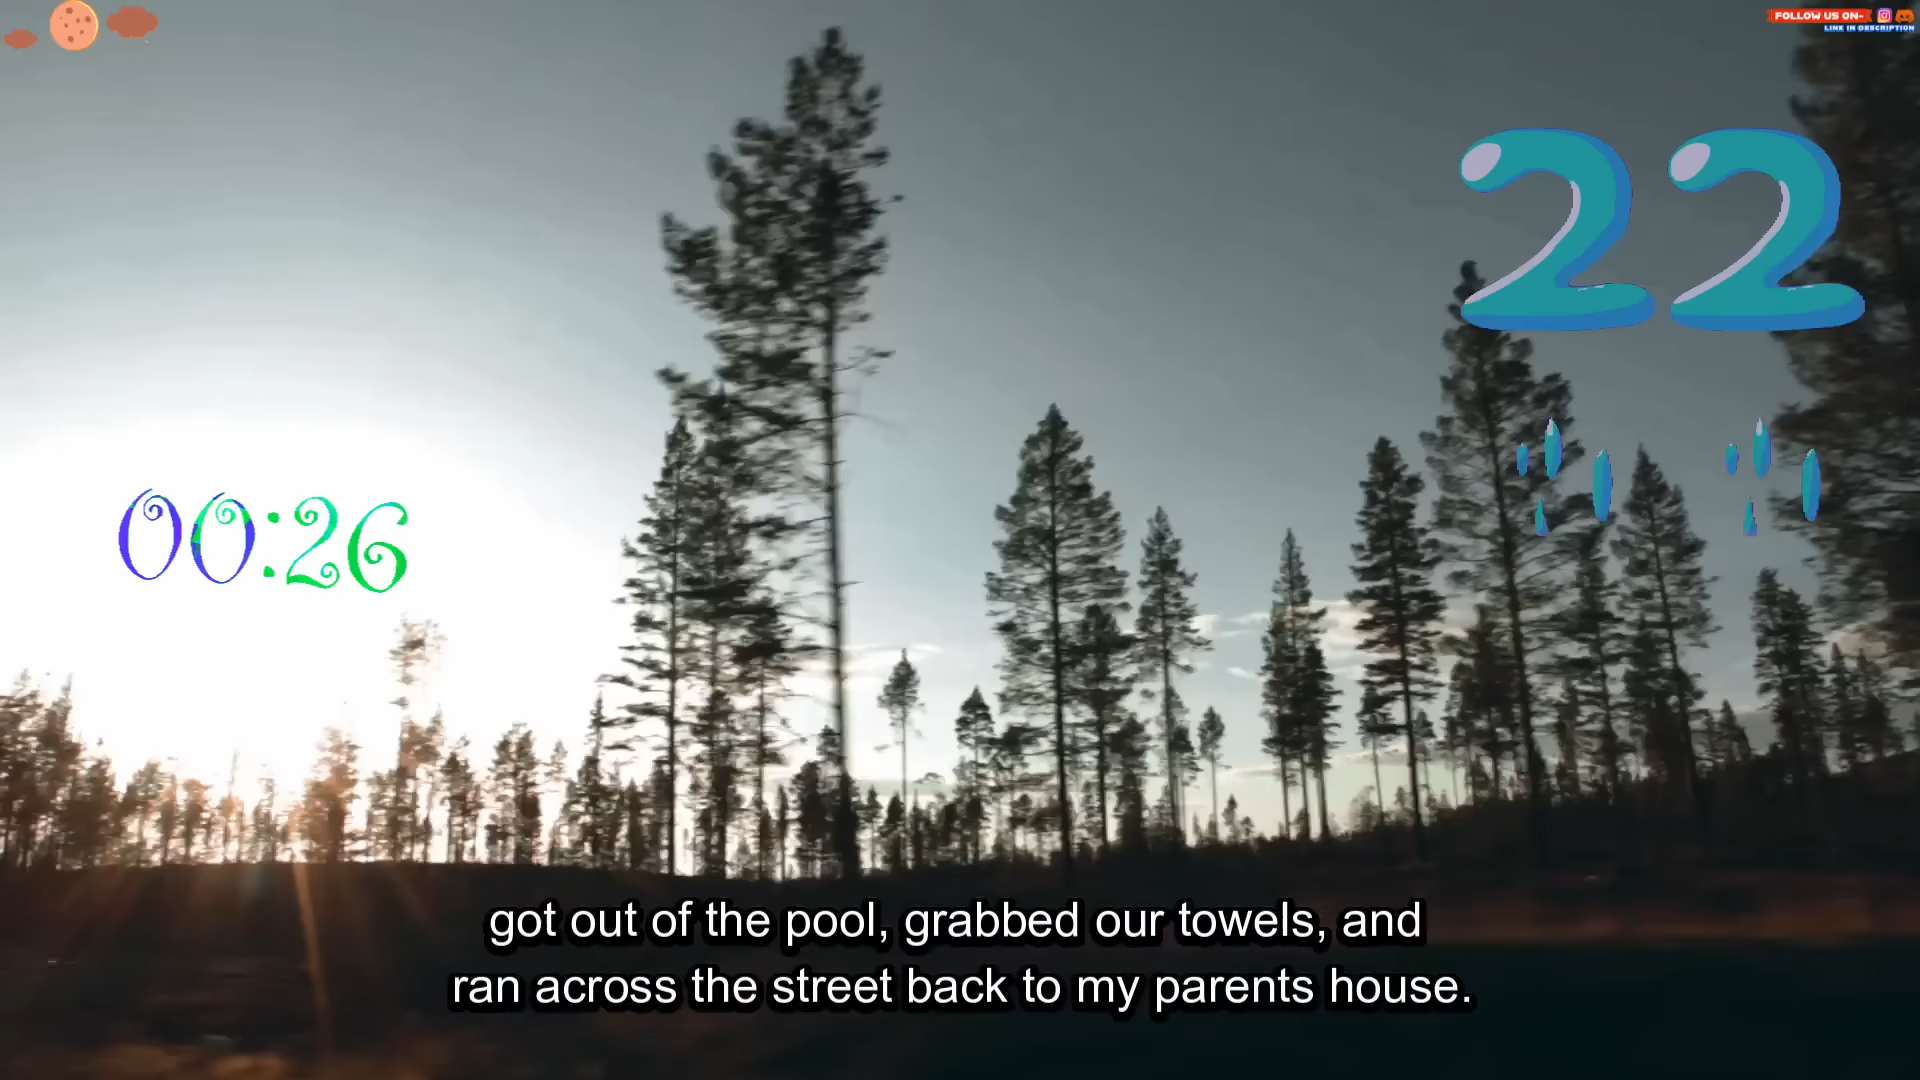 FOLLOW US ON-
LINK IN DESCRIPTION
22
00:26
got out of the pool, grabbed our towels, and
ran across the street back to my parents house.